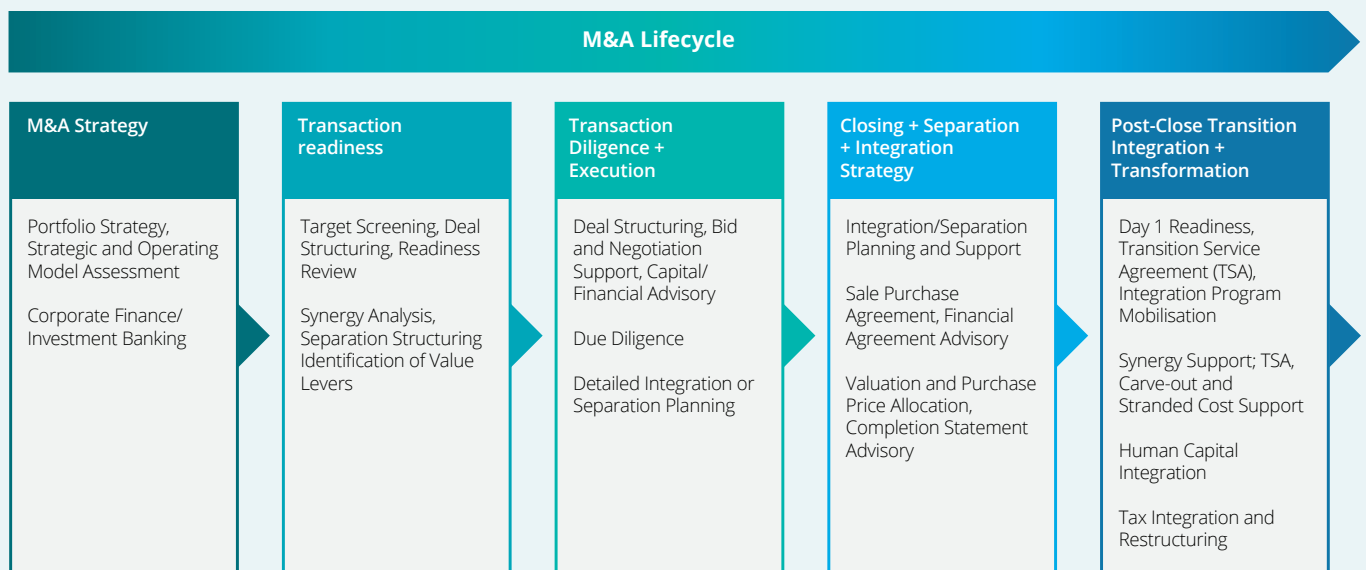 M&A Lifecycle
M&A Strategy
Portfolio Strategy,
Strategic and Operating
Model Assessment
Corporate Finance/
Investment Banking
Transaction
readiness
Target Screening, Deal
Structuring, Readiness
Review
Synergy Analysis,
Separation Structuring
Identification of Value
Levers
Transaction
Diligence +
Execution
Deal Structuring, Bid
and Negotiation
Support, Capital/
Financial Advisory
Due Diligence
Detailed Integration or
Separation Planning
Closing + Separation
+ Integration
Strategy
Integration/Separation
Planning and Support
Sale Purchase
Agreement, Financial
Agreement Advisory
Valuation and Purchase
Price Allocation,
Completion Statement
Advisory
Post-Close Transition
Integration +
Transformation
Day 1 Readiness,
Transition Service
Agreement (TSA),
Integration Program
Mobilisation
Synergy Support; TSA,
Carve-out and
Stranded Cost Support
Human Capital
Integration
Tax Integration and
Restructuring